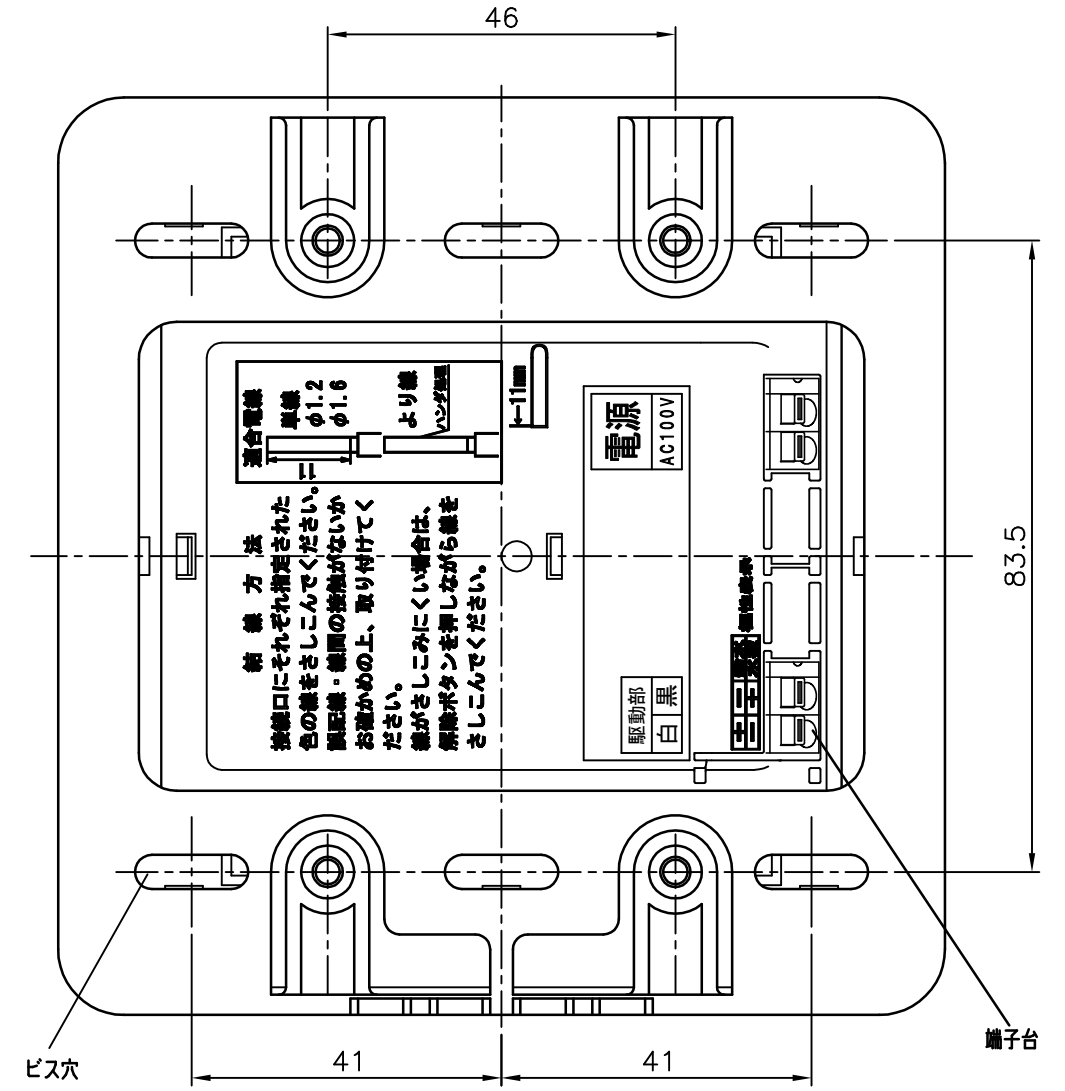 46
適合電線
単線
φ1.2
φ1.6
より線
ハンダ処理
11mm
結線方法
接続口にそれぞれ指定された
色の線をさしこんでください。
誤配線・線間の接触がないか
お確かめの上、取り付けてく
ださい。
線がさしこみにくい場合は、
解除ボタンを押しながら線を
さしこんでください。
電源
AC100V
駆動部
白
黒
極性表示
83.5
41
41
ビス穴
端子台